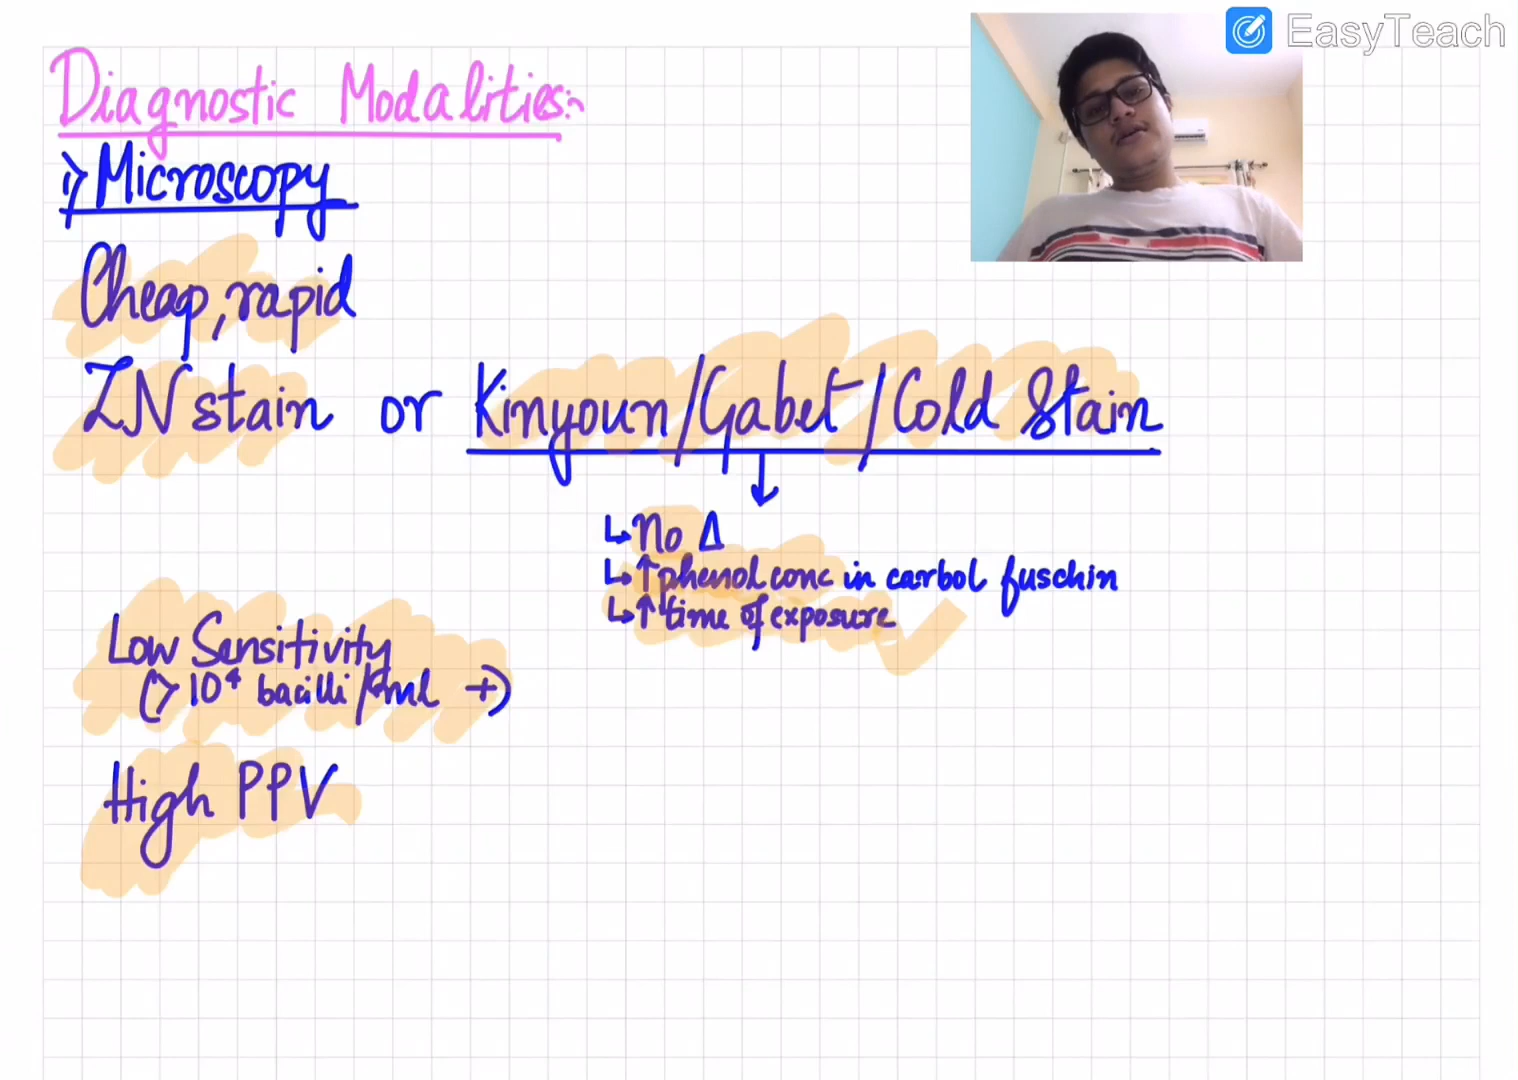 EasyTeach
Diagnostic Modalities:-
1) Microscopy
Cheap, rapid
ZN stain or Kinyoun/Gabet/Cold Stain
↳ No Δ
↳ ↑ phenol conc in carbol fuschin
↳ ↑ time of exposure
Low Sensitivity
(> 10⁴ bacilli/ml +)
High PPV